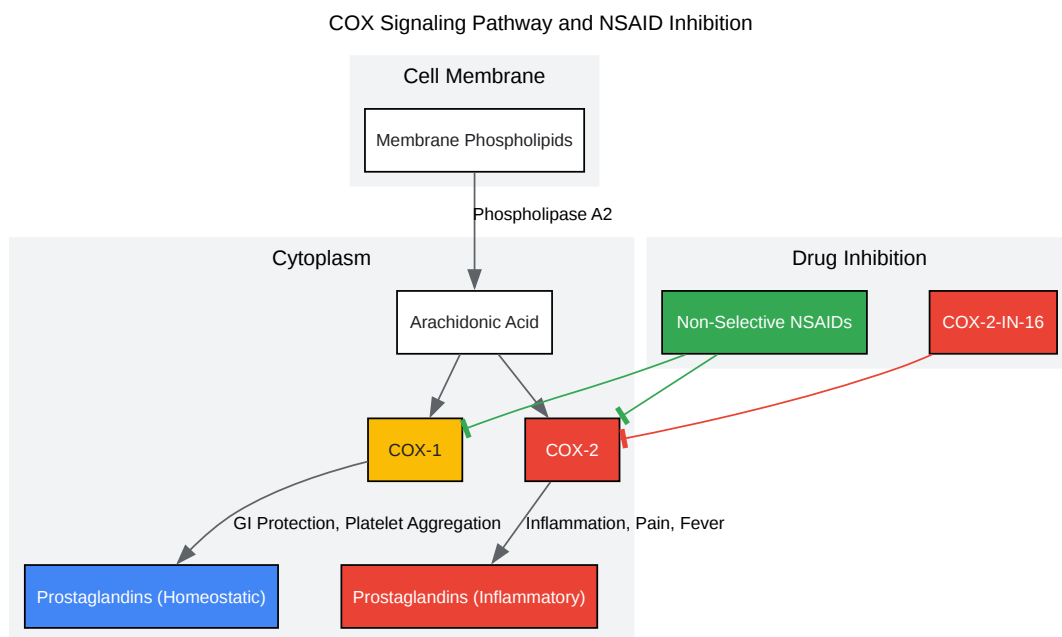 COX Signaling Pathway and NSAID Inhibition
Cell Membrane
Membrane Phospholipids
Phospholipase A2
Cytoplasm
Drug Inhibition
Arachidonic Acid
Non-Selective NSAIDs
COX-2-IN-16
COX-1
COX-2
GI Protection, Platelet Aggregation
Inflammation, Pain, Fever
Prostaglandins (Homeostatic)
Prostaglandins (Inflammatory)